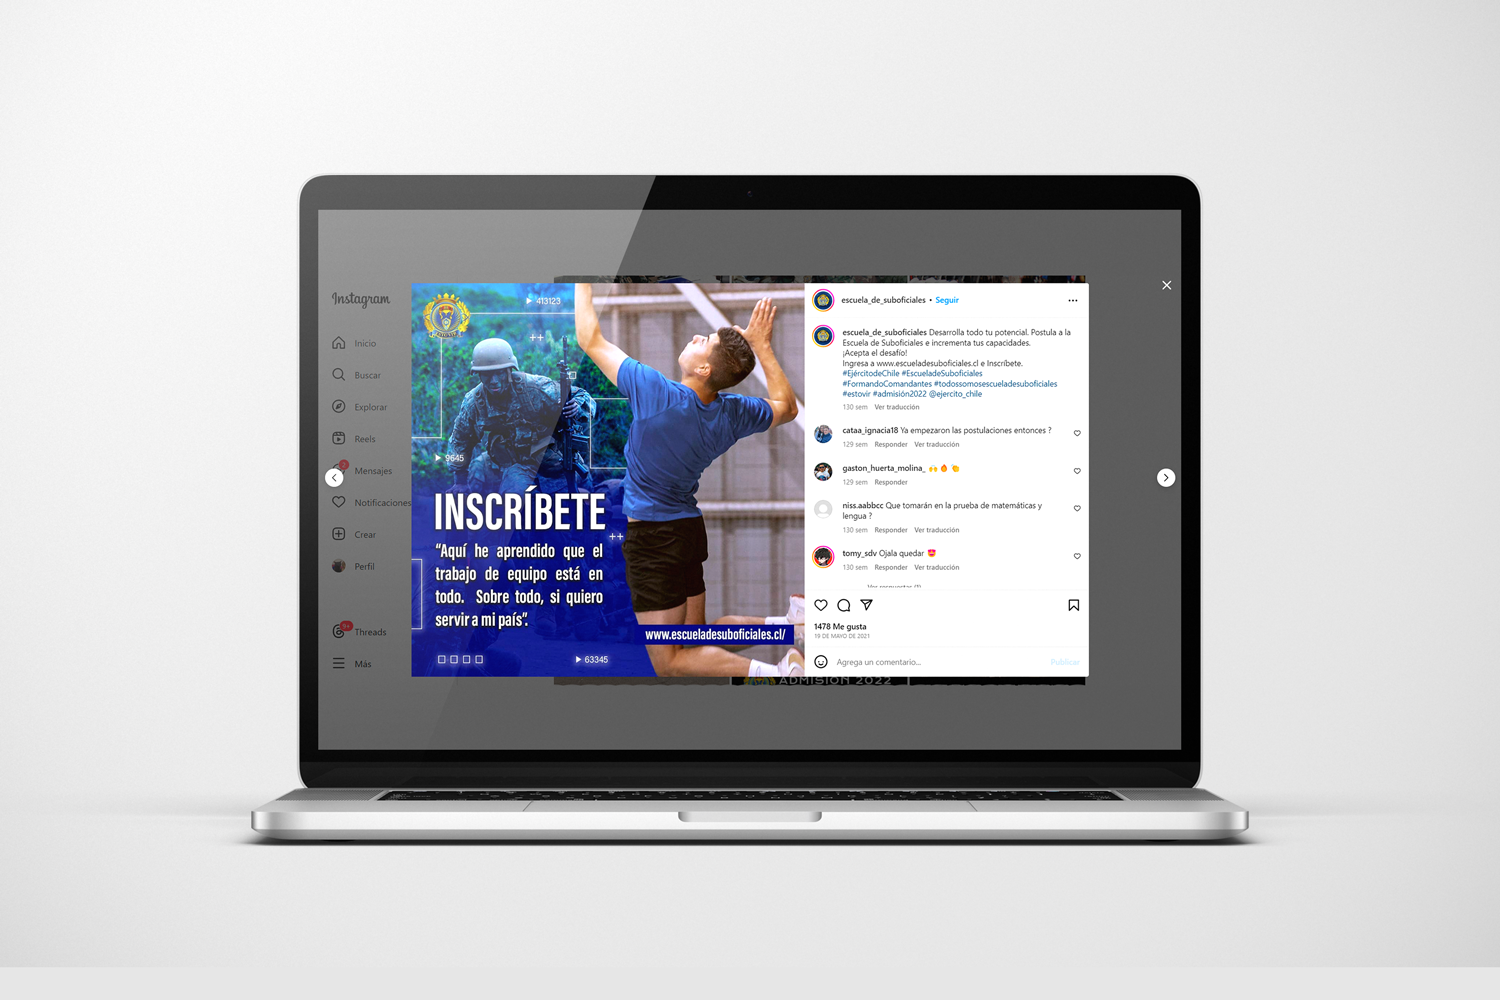 Instagram
Inicio
Buscar
Explorar
Reels
2
Mensajes
Notificaciones
Crear
Perfil
9+
Threads
Más
413123
9645
INSCRÍBETE
“Aquí he aprendido que el
trabajo de equipo está en
todo. Sobre todo, si quiero
servir a mi país”.
63345
www.escueladesuboficiales.cl/
escuela_de_suboficiales • Seguir
escuela_de_suboficiales Desarrolla todo tu potencial. Postula a la
Escuela de Suboficiales e incrementa tus capacidades.
¡Acepta el desafío!
Ingresa a www.escueladesuboficiales.cl e Inscríbete.
#EjércitodeChile #EscueladeSuboficiales
#FormandoComandantes #todossomosescueladesuboficiales
#estovir #admisión2022 @ejercito_chile
130 sem Ver traducción
cataa_ignacia18 Ya empezaron las postulaciones entonces ?
129 sem Responder Ver traducción
gaston_huerta_molina_ 🙌🔥👏
129 sem Responder
niss.aabbcc Que tomarán en la prueba de matemáticas y
lengua ?
130 sem Responder Ver traducción
tomy_sdv Ojala quedar 😍
130 sem Responder Ver traducción
Ver respuestas (1)
1478 Me gusta
19 DE MAYO DE 2021
Agrega un comentario...
Publicar
ADMISIÓN 2022